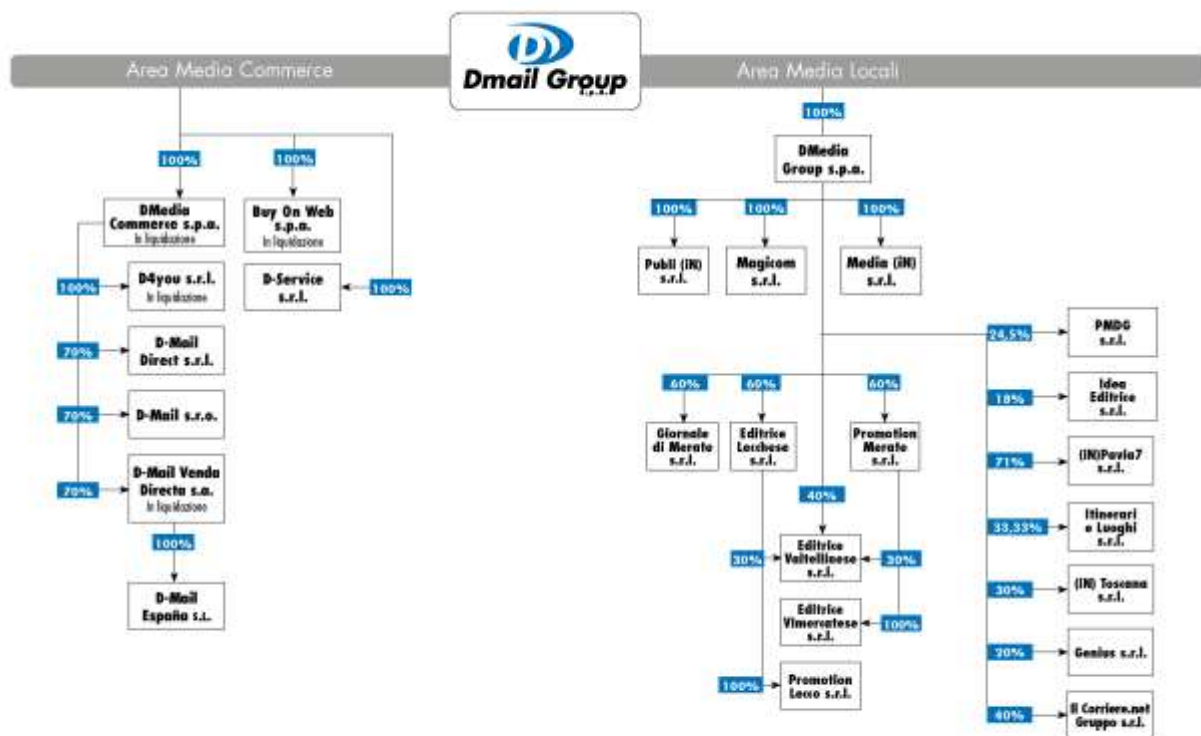 Area Media Commerce
Dmail Group
s.p.a.
Area Media Locali
100%
DMedia
Group s.p.a.
100%
100%
100%
DMedia
Commerce s.p.a.
In liquidazione
Buy On Web
s.p.a.
In liquidazione
100%
100%
100%
Publi (iN)
s.r.l.
Magicom
s.r.l.
Media (iN)
s.r.l.
100%
D4you s.r.l.
In liquidazione
D-Service
s.r.l.
100%
70%
D-Mail
Direct s.r.l.
70%
D-Mail s.r.o.
70%
D-Mail Venda
Directa s.a.
In liquidazione
100%
D-Mail
España s.l.
60%
60%
60%
Giornale
di Merate
s.r.l.
Editrice
Lecchese
s.r.l.
Promotion
Merate
s.r.l.
40%
30%
Editrice
Valtellinese
s.r.l.
30%
Editrice
Vimercatese
s.r.l.
100%
100%
Promotion
Lecco s.r.l.
24,5%
PMDG
s.r.l.
18%
Idea
Editrice
s.r.l.
71%
(iN)Pavia7
s.r.l.
33,33%
Itinerari
e Luoghi
s.r.l.
30%
(iN) Toscana
s.r.l.
20%
Genius s.r.l.
40%
Il Corriere.net
Gruppo s.r.l.